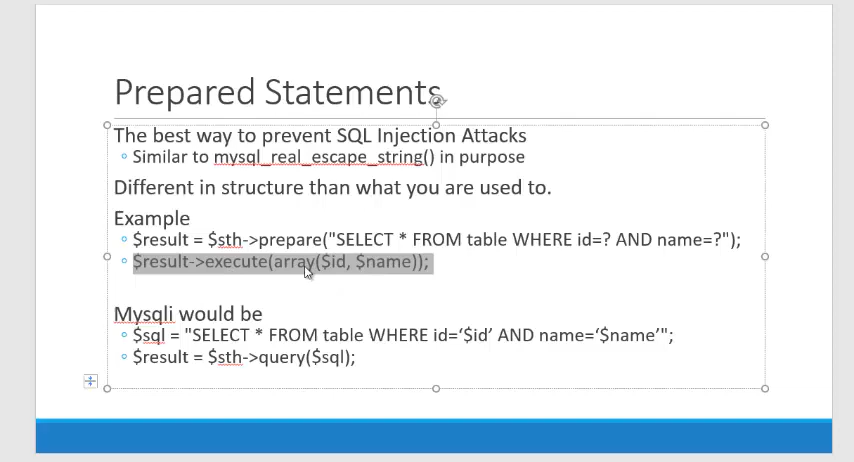 Prepared Statements
The best way to prevent SQL Injection Attacks
Similar to mysql_real_escape_string() in purpose
Different in structure than what you are used to.
Example
$result = $sth->prepare("SELECT * FROM table WHERE id=? AND name=?");
$result->execute(array($id, $name));
Mysqli would be
$sql = "SELECT * FROM table WHERE id=‘$id’ AND name=‘$name’";
$result = $sth->query($sql);